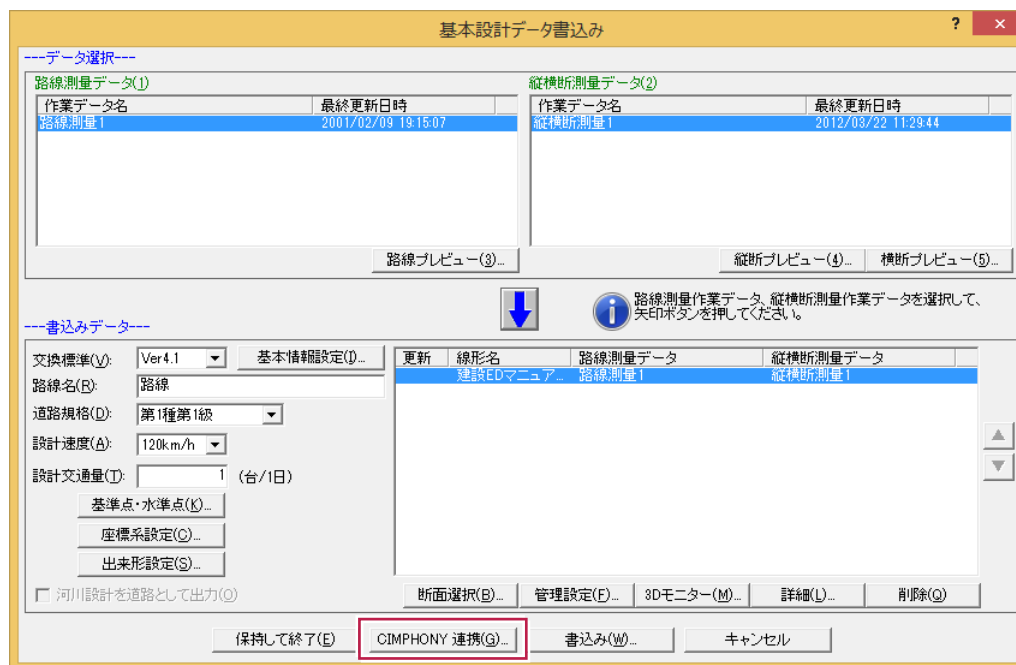 基本設計データ書込み
? ×
---データ選択---
路線測量データ(1)
作業データ名 最終更新日時
路線測量1 2001/02/09 19:15:07
路線プレビュー(3)...
縦横断測量データ(2)
作業データ名 最終更新日時
縦横断測量1 2012/03/22 11:29:44
縦断プレビュー(4)... 横断プレビュー(5)...
路線測量作業データ、縦横断測量作業データを選択して、
矢印ボタンを押してください。
---書込みデータ---
交換標準(V): Ver4.1 基本情報設定(J)...
路線名(R): 路線
道路規格(D): 第1種第1級
設計速度(A): 120km/h
設計交通量(T): 1 (台/1日)
基準点・水準点(K)...
座標系設定(C)...
出来形設定(S)...
河川設計を道路として出力(O)
更新 線形名 路線測量データ 縦横断測量データ
建設EDマニュア... 路線測量1 縦横断測量1
断面選択(B)... 管理設定(F)... 3Dモニター(M)... 詳細(L)... 削除(Q)
保持して終了(E) CIMPHONY 連携(G)... 書込み(W)... キャンセル